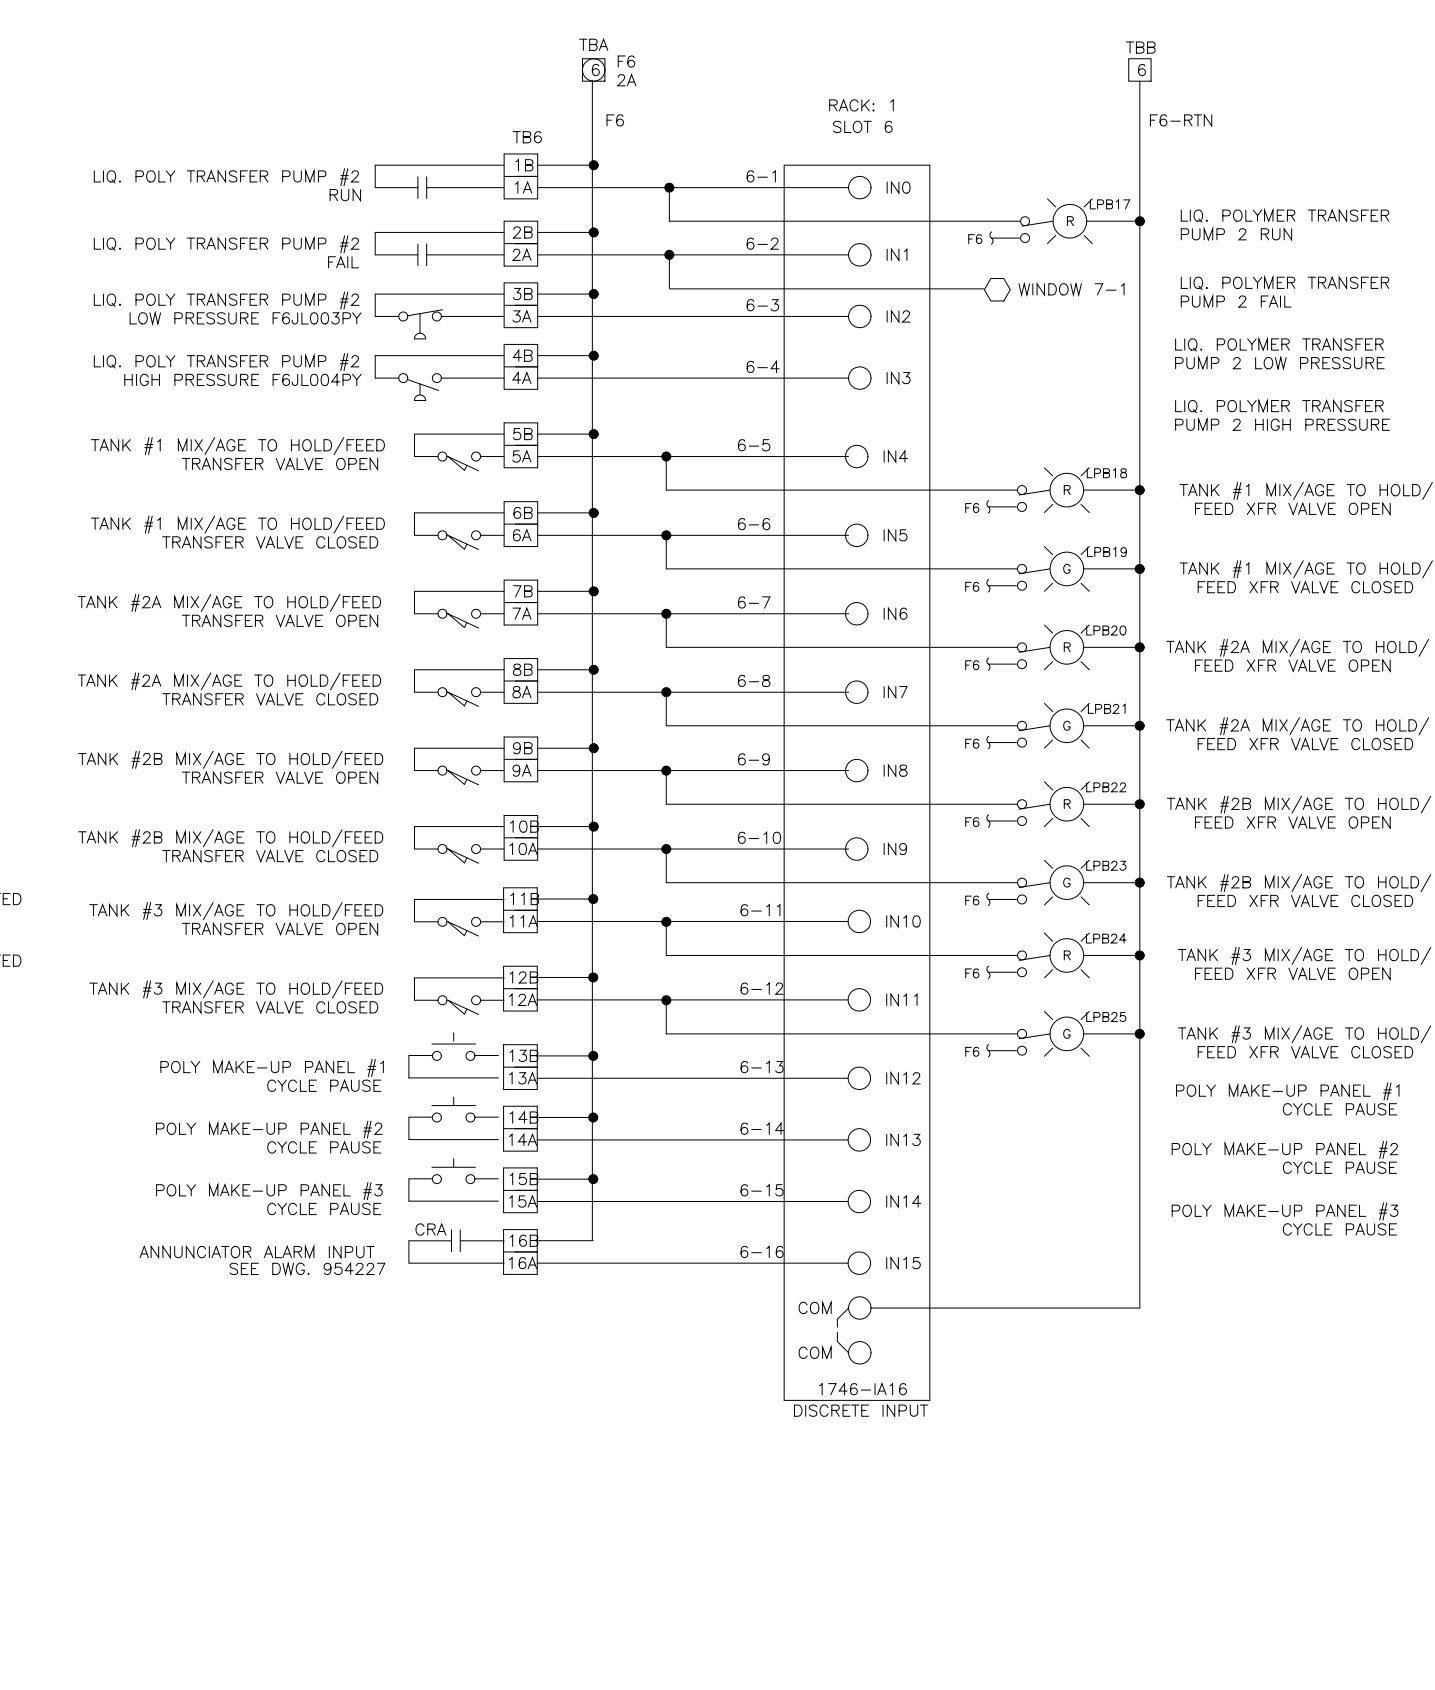 TBA
6
F6
2A
F6
TBB
6
F6-RTN
RACK: 1
SLOT 6
TB6
LIQ. POLY TRANSFER PUMP #2
RUN
1B
1A
6-1
IN0
LPB17
R
F6
LIQ. POLYMER TRANSFER
PUMP 2 RUN
LIQ. POLY TRANSFER PUMP #2
FAIL
2B
2A
6-2
IN1
WINDOW 7-1
LIQ. POLYMER TRANSFER
PUMP 2 FAIL
LIQ. POLY TRANSFER PUMP #2
LOW PRESSURE F6JL003PY
3B
3A
6-3
IN2
LIQ. POLYMER TRANSFER
PUMP 2 LOW PRESSURE
LIQ. POLY TRANSFER PUMP #2
HIGH PRESSURE F6JL004PY
4B
4A
6-4
IN3
LIQ. POLYMER TRANSFER
PUMP 2 HIGH PRESSURE
TANK #1 MIX/AGE TO HOLD/FEED
TRANSFER VALVE OPEN
5B
5A
6-5
IN4
LPB18
R
F6
TANK #1 MIX/AGE TO HOLD/
FEED XFR VALVE OPEN
TANK #1 MIX/AGE TO HOLD/FEED
TRANSFER VALVE CLOSED
6B
6A
6-6
IN5
LPB19
G
F6
TANK #1 MIX/AGE TO HOLD/
FEED XFR VALVE CLOSED
TANK #2A MIX/AGE TO HOLD/FEED
TRANSFER VALVE OPEN
7B
7A
6-7
IN6
LPB20
R
F6
TANK #2A MIX/AGE TO HOLD/
FEED XFR VALVE OPEN
TANK #2A MIX/AGE TO HOLD/FEED
TRANSFER VALVE CLOSED
8B
8A
6-8
IN7
LPB21
G
F6
TANK #2A MIX/AGE TO HOLD/
FEED XFR VALVE CLOSED
TANK #2B MIX/AGE TO HOLD/FEED
TRANSFER VALVE OPEN
9B
9A
6-9
IN8
LPB22
R
F6
TANK #2B MIX/AGE TO HOLD/
FEED XFR VALVE OPEN
TANK #2B MIX/AGE TO HOLD/FEED
TRANSFER VALVE CLOSED
10B
10A
6-10
IN9
LPB23
G
F6
TANK #2B MIX/AGE TO HOLD/
FEED XFR VALVE CLOSED
TANK #3 MIX/AGE TO HOLD/FEED
TRANSFER VALVE OPEN
11B
11A
6-11
IN10
LPB24
R
F6
TANK #3 MIX/AGE TO HOLD/
FEED XFR VALVE OPEN
TANK #3 MIX/AGE TO HOLD/FEED
TRANSFER VALVE CLOSED
12B
12A
6-12
IN11
LPB25
G
F6
TANK #3 MIX/AGE TO HOLD/
FEED XFR VALVE CLOSED
POLY MAKE-UP PANEL #1
CYCLE PAUSE
13B
13A
6-13
IN12
POLY MAKE-UP PANEL #1
CYCLE PAUSE
POLY MAKE-UP PANEL #2
CYCLE PAUSE
14B
14A
6-14
IN13
POLY MAKE-UP PANEL #2
CYCLE PAUSE
POLY MAKE-UP PANEL #3
CYCLE PAUSE
15B
15A
6-15
IN14
POLY MAKE-UP PANEL #3
CYCLE PAUSE
CRA
ANNUNCIATOR ALARM INPUT
SEE DWG. 954227
16B
16A
6-16
IN15
COM
COM
1746-IA16
DISCRETE INPUT